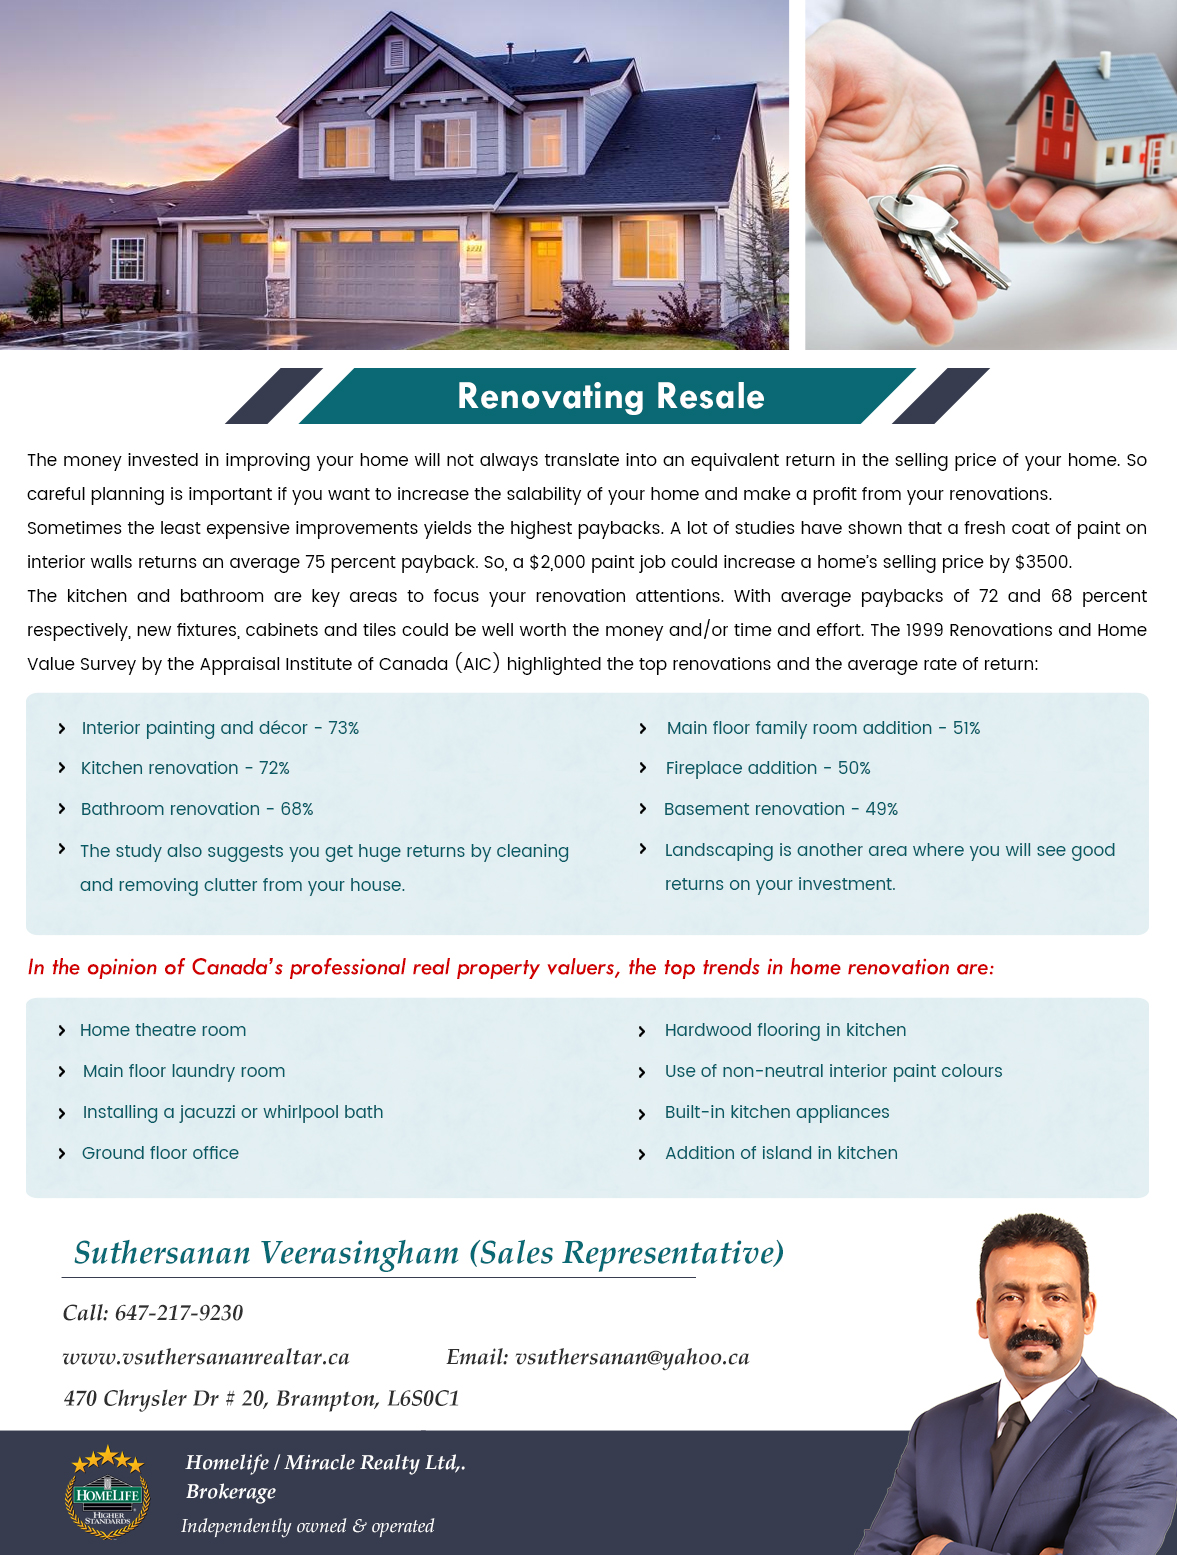 Renovating Resale
The money invested in improving your home will not always translate into an equivalent return in the selling price of your home. So
careful planning is important if you want to increase the salability of your home and make a profit from your renovations.
Sometimes the least expensive improvements yields the highest paybacks. A lot of studies have shown that a fresh coat of paint on
interior walls returns an average 75 percent payback. So, a $2,000 paint job could increase a home's selling price by $3500.
The kitchen and bathroom are key areas to focus your renovation attentions. With average paybacks of 72 and 68 percent
respectively, new fixtures, cabinets and tiles could be well worth the money and/or time and effort. The 1999 Renovations and Home
Value Survey by the Appraisal Institute of Canada (AIC) highlighted the top renovations and the average rate of return:
Interior painting and décor - 73%
Kitchen renovation - 72%
Bathroom renovation - 68%
The study also suggests you get huge returns by cleaning
and removing clutter from your house.
Main floor family room addition - 51%
Fireplace addition - 50%
Basement renovation - 49%
Landscaping is another area where you will see good
returns on your investment.
In the opinion of Canada's professional real property valuers, the top trends in home renovation are:
Home theatre room
Main floor laundry room
Installing a jacuzzi or whirlpool bath
Ground floor office
Hardwood flooring in kitchen
Use of non-neutral interior paint colours
Built-in kitchen appliances
Addition of island in kitchen
Suthersanan Veerasingham (Sales Representative)
Call: 647-217-9230
www.vsuthersananrealtar.ca Email: vsuthersanan@yahoo.ca
470 Chrysler Dr # 20, Brampton, L6S0C1
HOMELIFE
HIGHER
STANDARDS
Homelife / Miracle Realty Ltd,.
Brokerage
Independently owned & operated